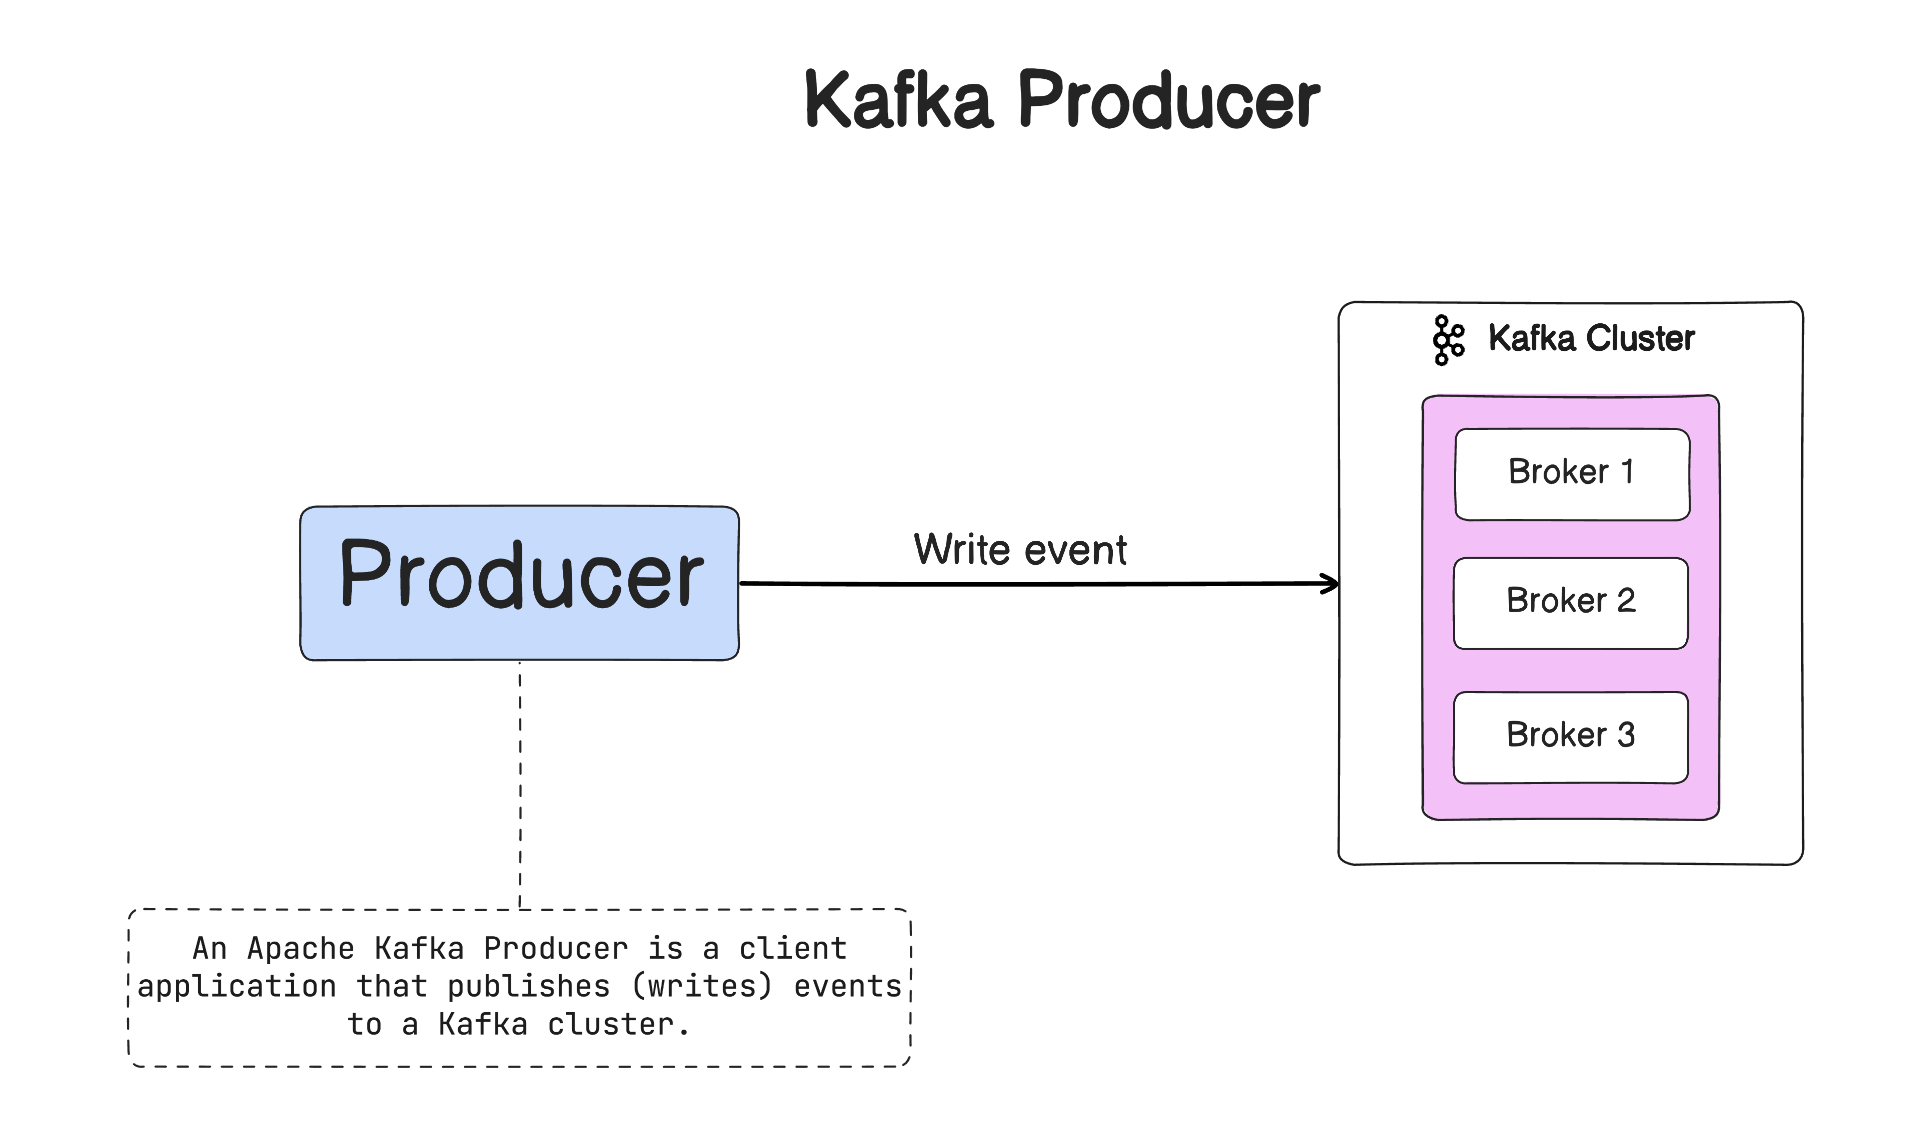 Kafka Producer
Kafka Cluster
Broker 1
Producer
Write event
Broker 2
Broker 3
An Apache Kafka Producer is a client
application that publishes (writes) events
to a Kafka cluster.